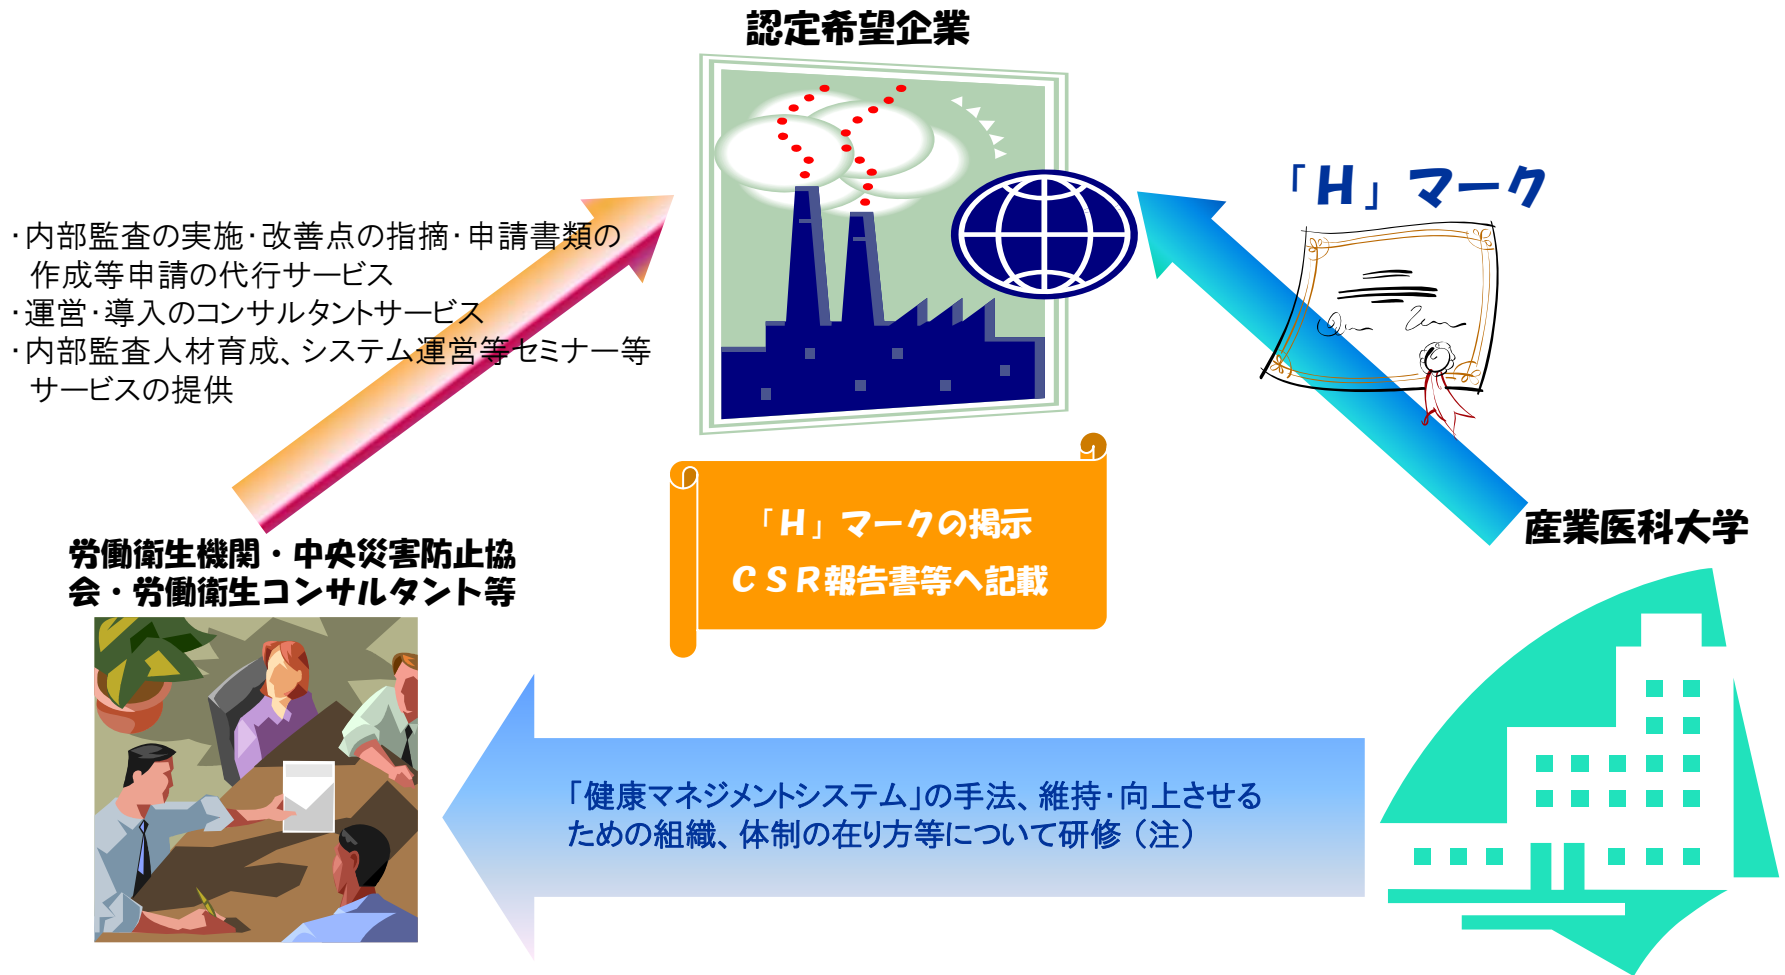 認定希望企業
「H」マーク
・内部監査の実施・改善点の指摘・申請書類の
作成等申請の代行サービス
・運営・導入のコンサルタントサービス
・内部監査人材育成、システム運営等セミナー等
サービスの提供
「H」マークの掲示
CSR報告書等へ記載
産業医科大学
労働衛生機関・中央災害防止協
会・労働衛生コンサルタント等
「健康マネジメントシステム」の手法、維持・向上させる
ための組織、体制の在り方等について研修（注）